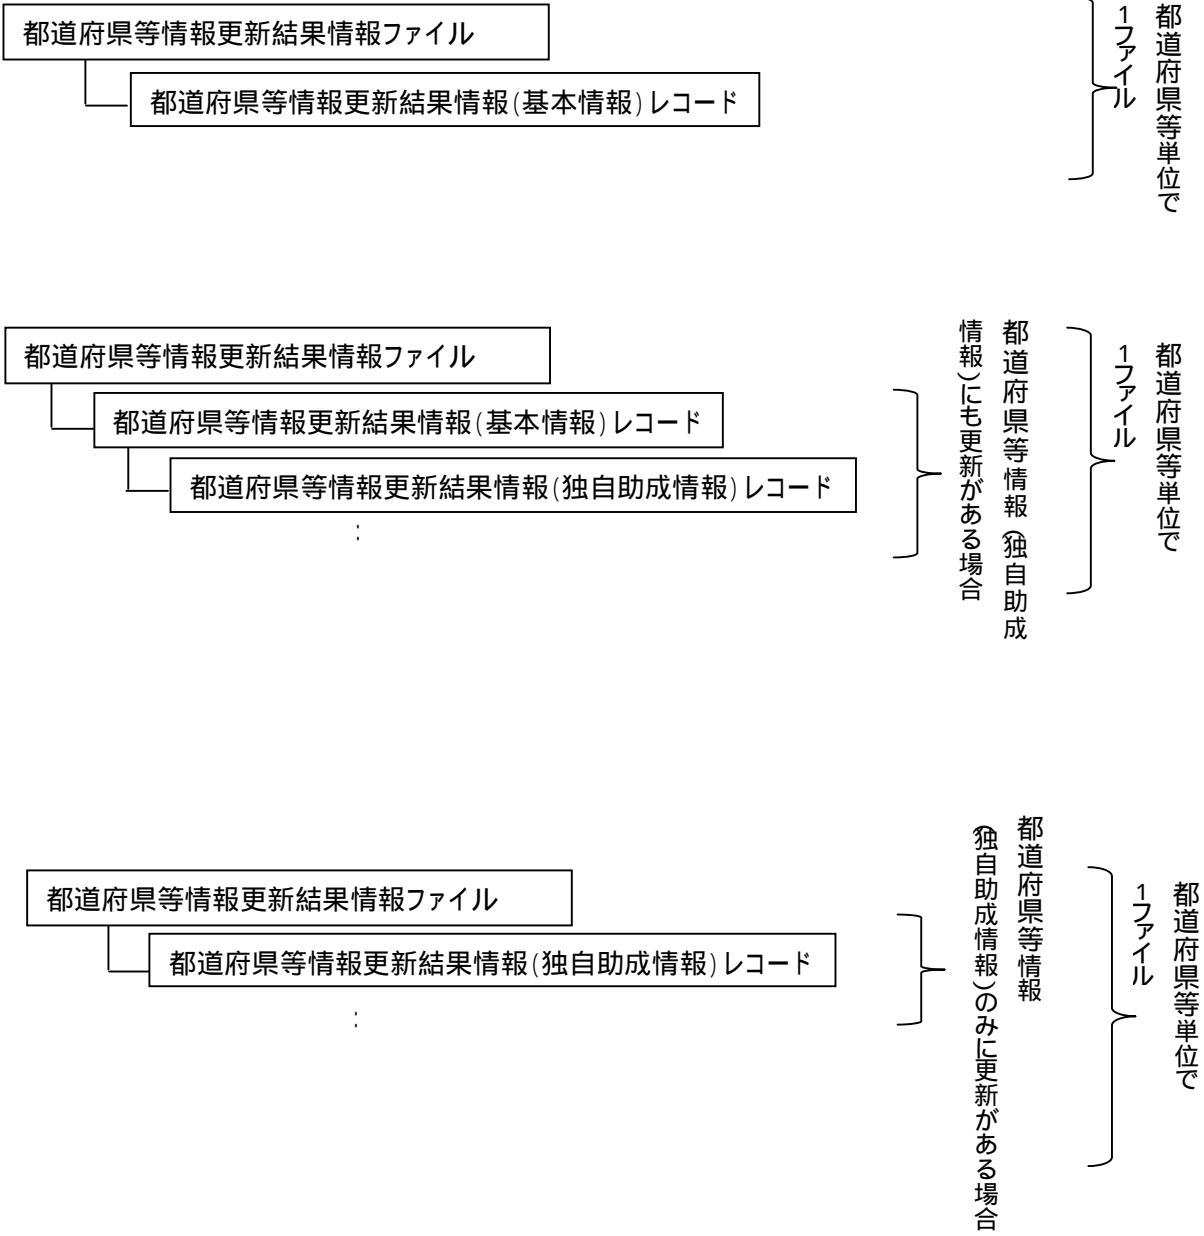 都道府県等情報更新結果情報ファイル
都道府県等情報更新結果情報(基本情報)レコード
都道府県等単位で
1ファイル
都道府県等情報更新結果情報ファイル
都道府県等情報更新結果情報(基本情報)レコード
都道府県等情報更新結果情報(独自助成情報)レコード
:
都道府県等情報(独自助成
情報)にも更新がある場合
都道府県等単位で
1ファイル
都道府県等情報更新結果情報ファイル
都道府県等情報更新結果情報(独自助成情報)レコード
:
都道府県等情報
(独自助成情報)のみに更新がある場合
都道府県等単位で
1ファイル